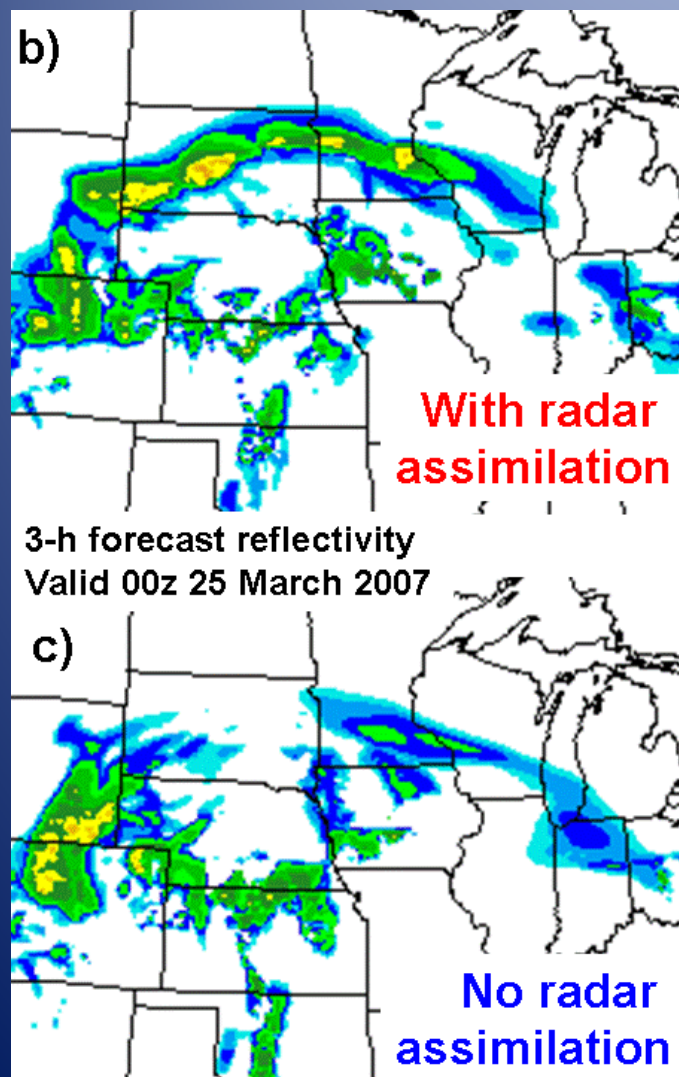 b)
With radar
assimilation
3-h forecast reflectivity
Valid 00z 25 March 2007
c)
No radar
assimilation